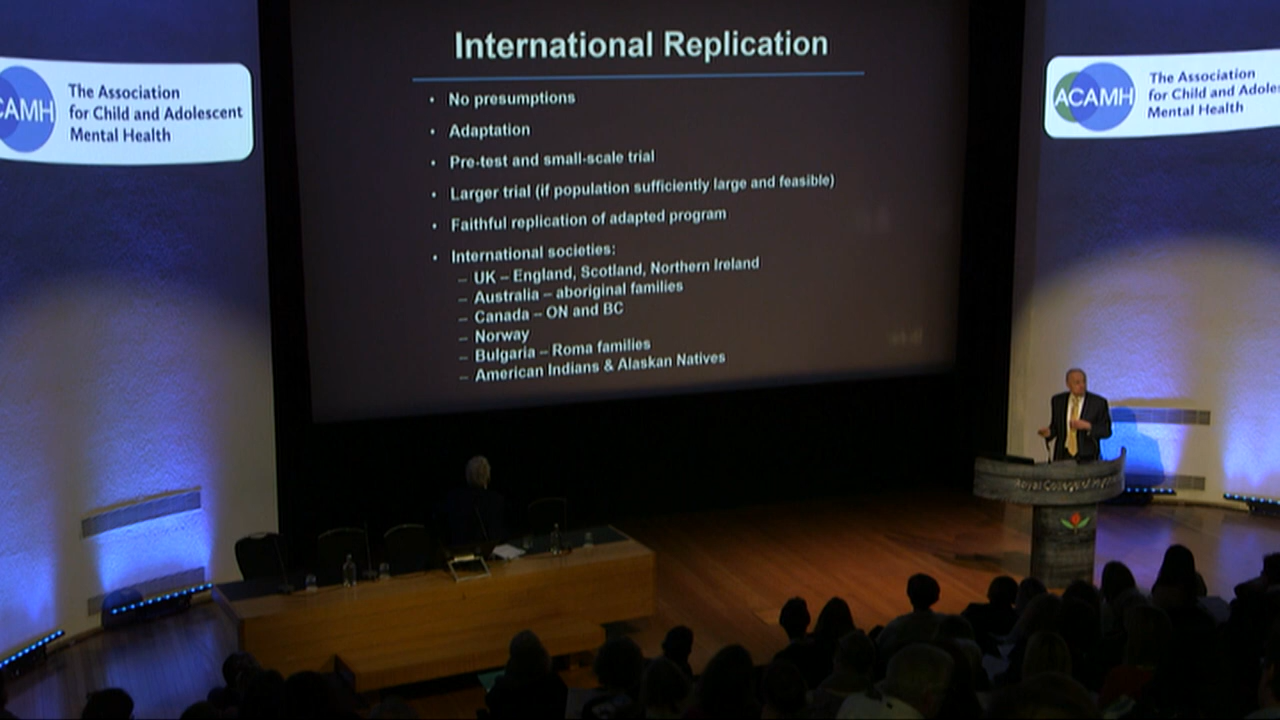 International Replication
• No presumptions
• Adaptation
• Pre-test and small-scale trial
• Larger trial (if population sufficiently large and feasible)
• Faithful replication of adapted program
• International societies:
– UK – England, Scotland, Northern Ireland
– Australia – aboriginal families
– Canada – ON and BC
– Norway
– Bulgaria – Roma families
– American Indians & Alaskan Natives
CAMH
The Association
for Child and Adolescent
Mental Health
ACAMH
The Association
for Child and Adoles
Mental Health
Royal